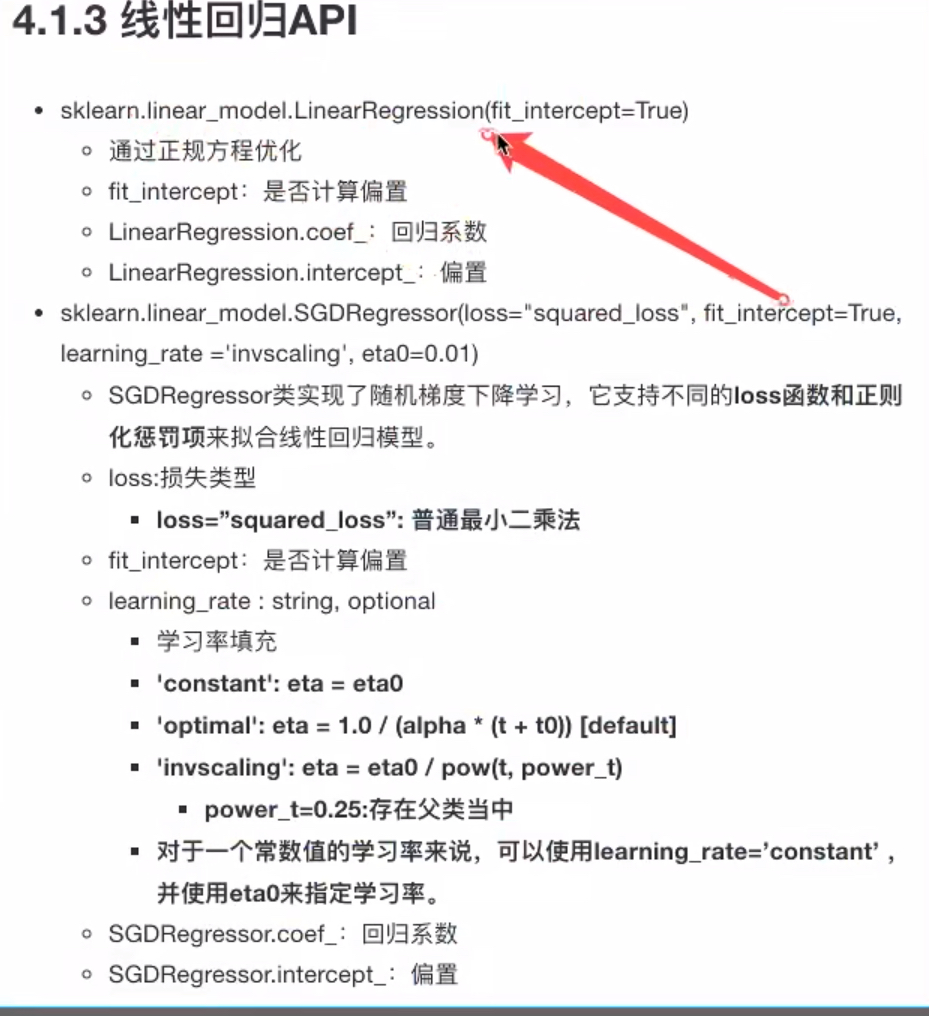 4.1.3 线性回归API
sklearn.linear_model.LinearRegression(fit_intercept=True)
通过正规方程优化
fit_intercept：是否计算偏置
LinearRegression.coef_：回归系数
LinearRegression.intercept_：偏置
sklearn.linear_model.SGDRegressor(loss="squared_loss", fit_intercept=True,
learning_rate ='invscaling', eta0=0.01)
SGDRegressor类实现了随机梯度下降学习，它支持不同的loss函数和正则
化惩罚项来拟合线性回归模型。
loss:损失类型
loss=”squared_loss”: 普通最小二乘法
fit_intercept：是否计算偏置
learning_rate : string, optional
学习率填充
'constant': eta = eta0
'optimal': eta = 1.0 / (alpha * (t + t0)) [default]
'invscaling': eta = eta0 / pow(t, power_t)
power_t=0.25:存在父类当中
对于一个常数值的学习率来说，可以使用learning_rate=’constant’ ，
并使用eta0来指定学习率。
SGDRegressor.coef_：回归系数
SGDRegressor.intercept_：偏置